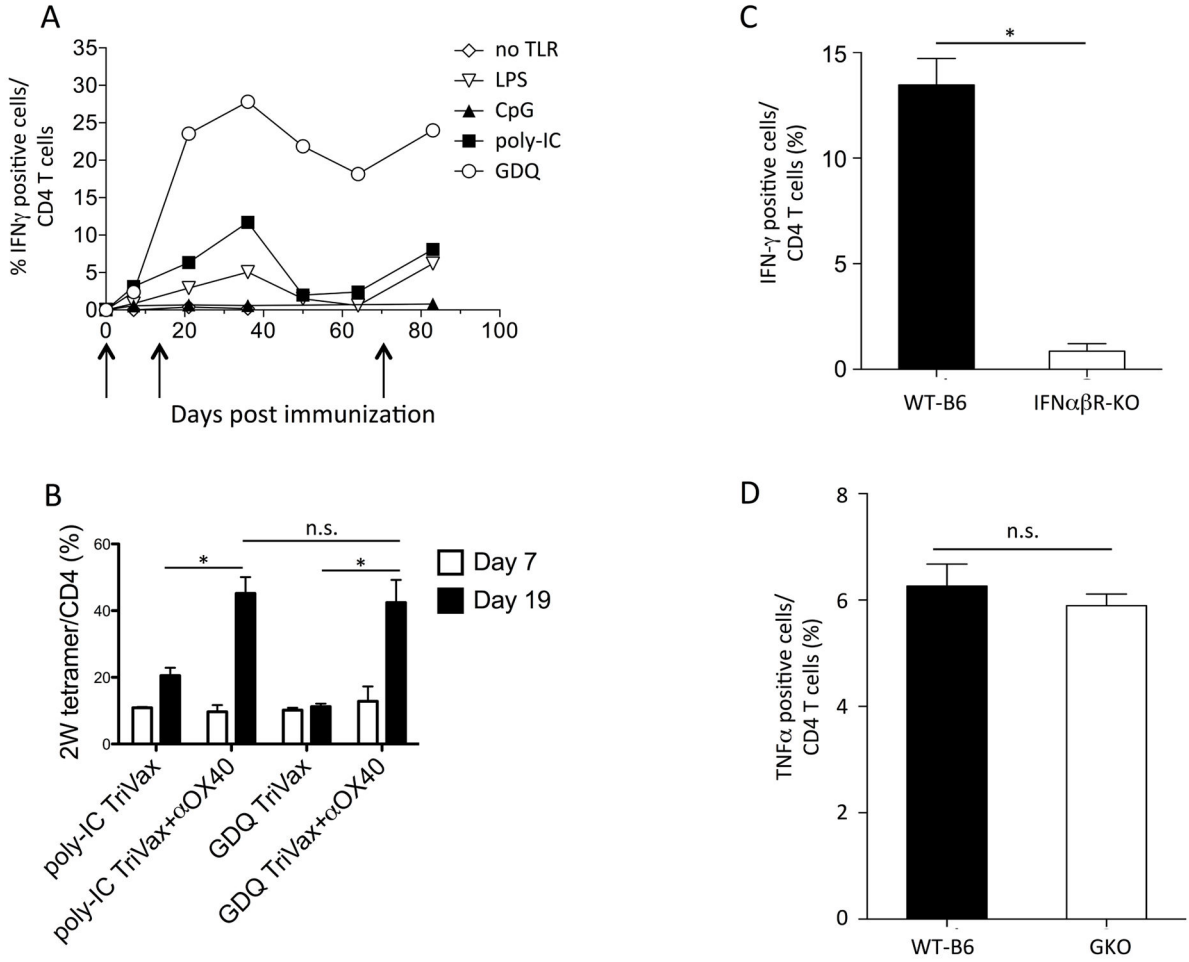 A
% IFNγ positive cells/
CD4 T cells
35
30
25
20
15
10
5
0
0 20 40 60 80 100
Days post immunization
no TLR
LPS
CpG
poly-IC
GDQ
B
2W tetramer/CD4 (%)
60
40
20
0
n.s.
* *
Day 7
Day 19
poly-IC TriVax
poly-IC TriVax+αOX40
GDQ TriVax
GDQ TriVax+αOX40
C
IFN-γ positive cells/
CD4 T cells (%)
15
10
5
0
*
WT-B6 IFNαβR-KO
D
TNFα positive cells/
CD4 T cells (%)
8
6
4
2
0
n.s.
WT-B6 GKO